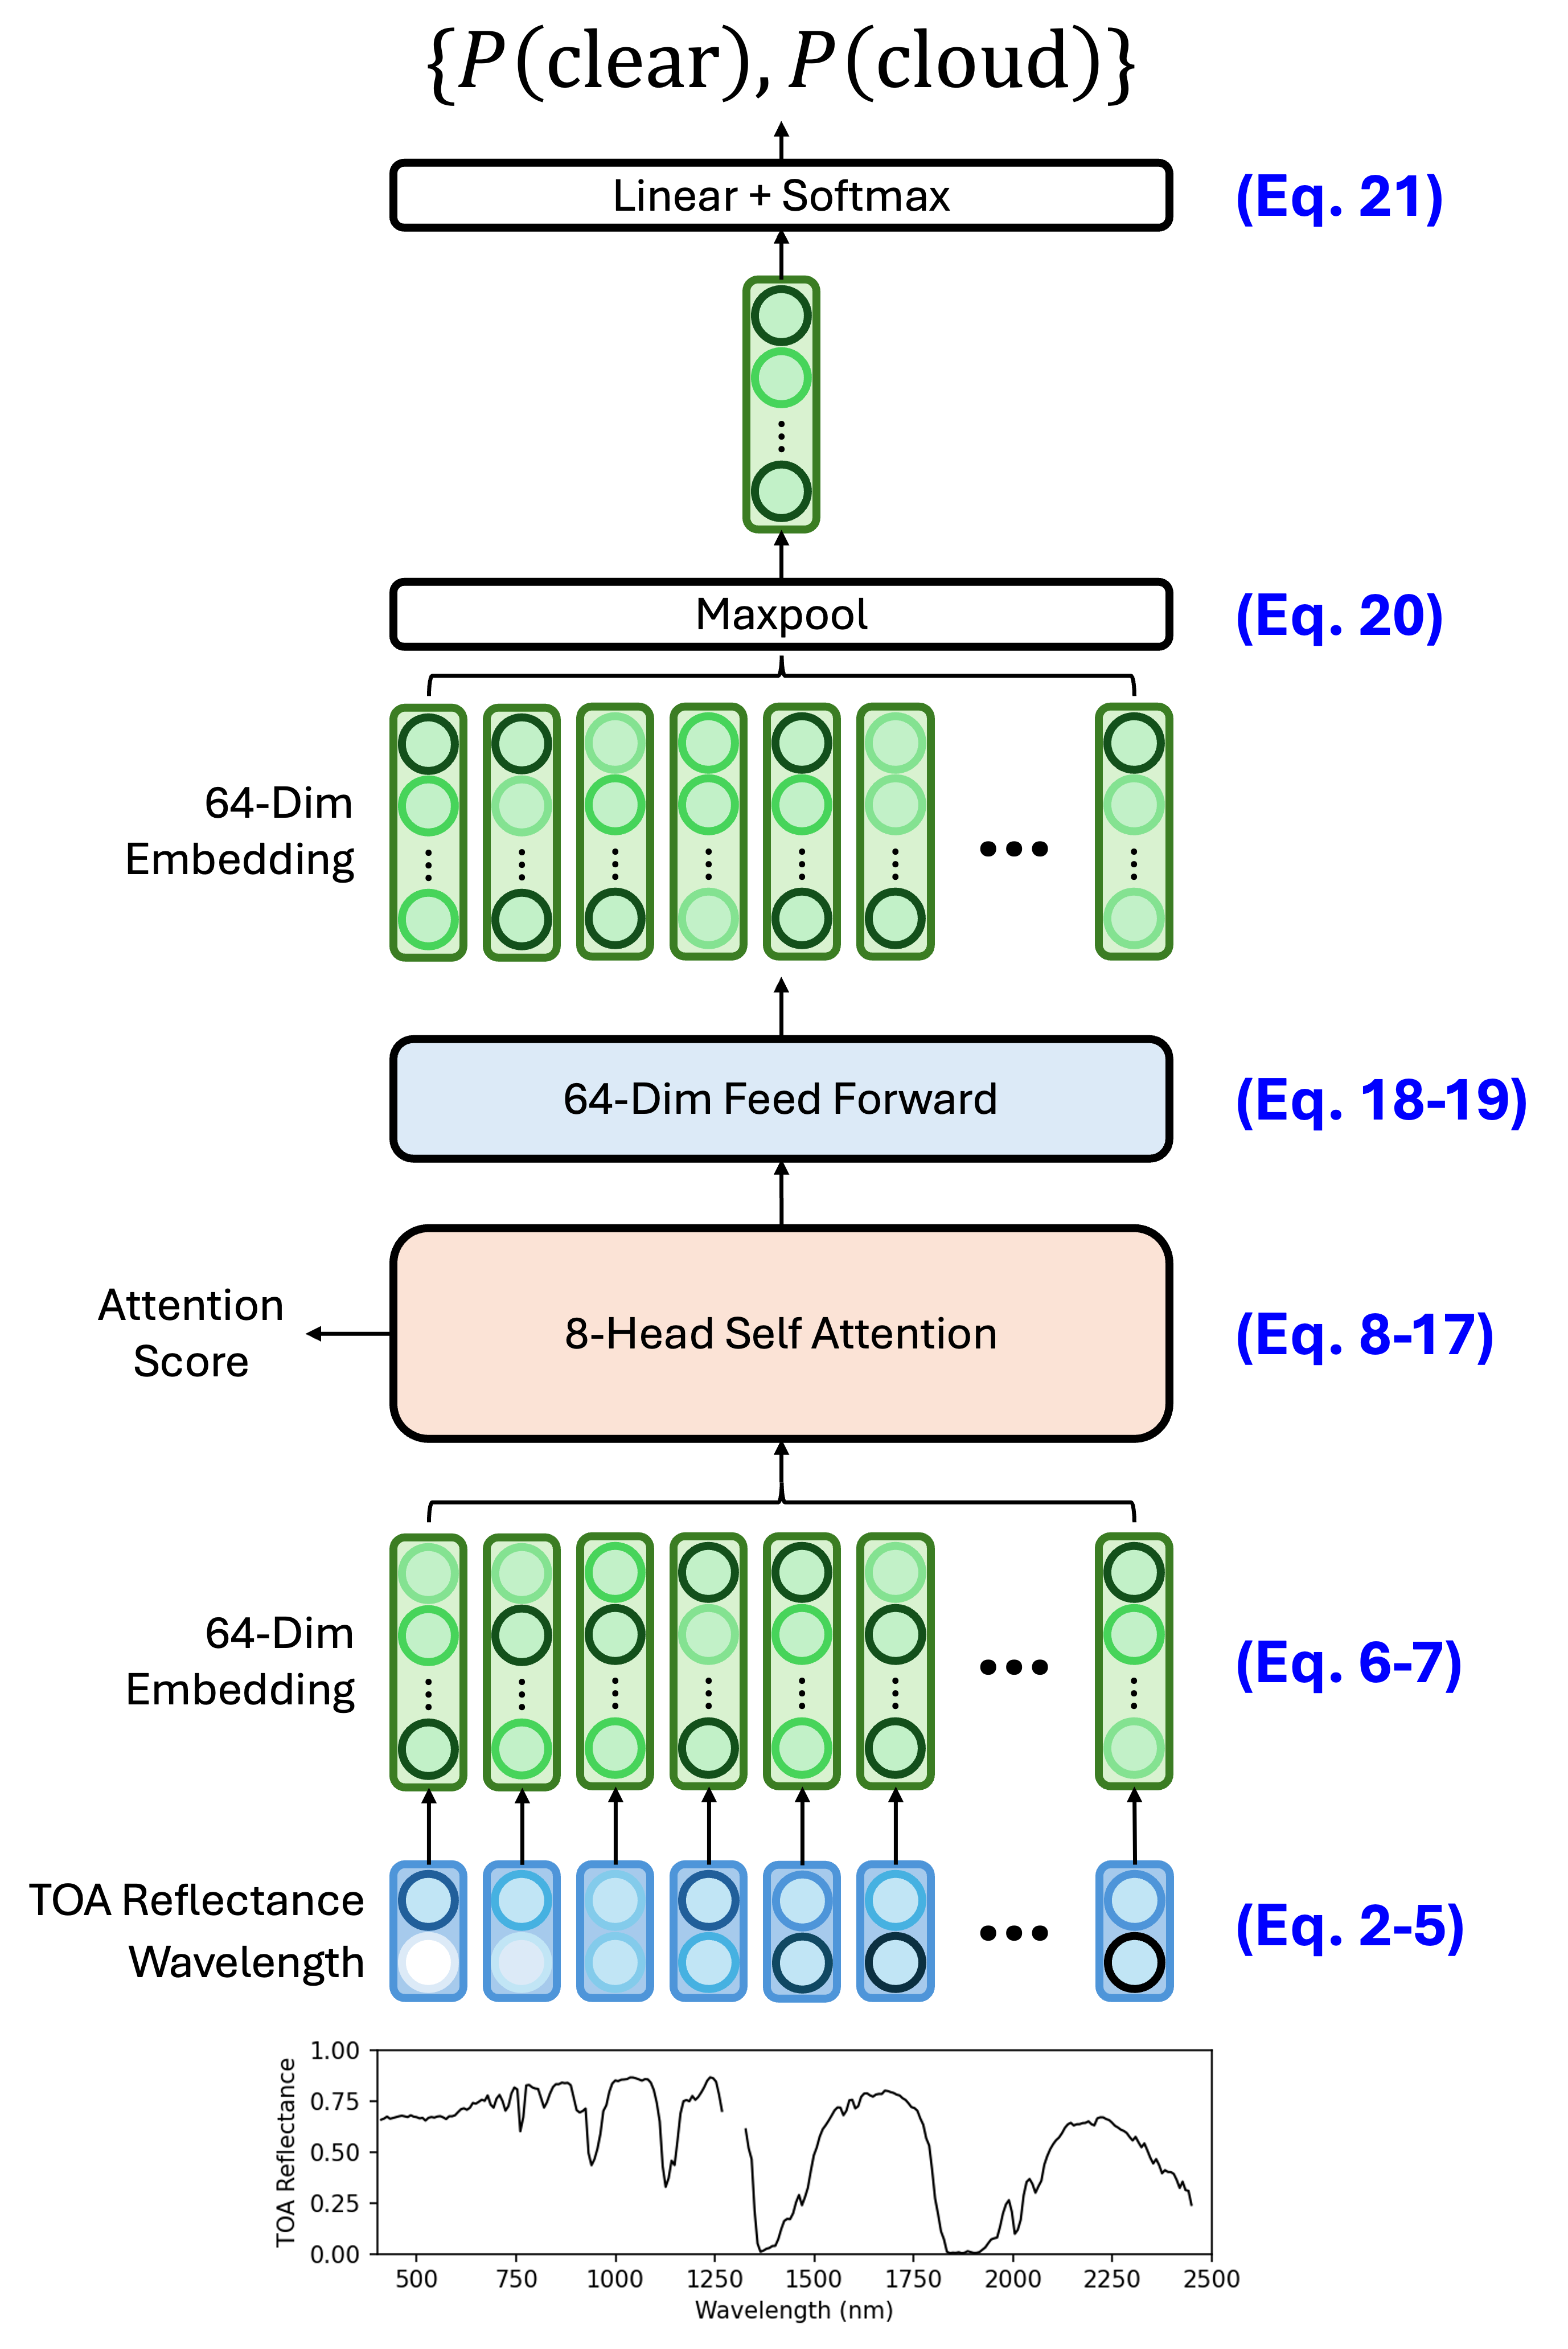 {P(clear), P(cloud)}
Linear + Softmax
(Eq. 21)
Maxpool
(Eq. 20)
64-Dim
Embedding
64-Dim Feed Forward
(Eq. 18-19)
Attention
Score
8-Head Self Attention
(Eq. 8-17)
64-Dim
Embedding
(Eq. 6-7)
TOA Reflectance
Wavelength
(Eq. 2-5)
TOA Reflectance
1.00
0.75
0.50
0.25
0.00
500 750 1000 1250 1500 1750 2000 2250 2500
Wavelength (nm)